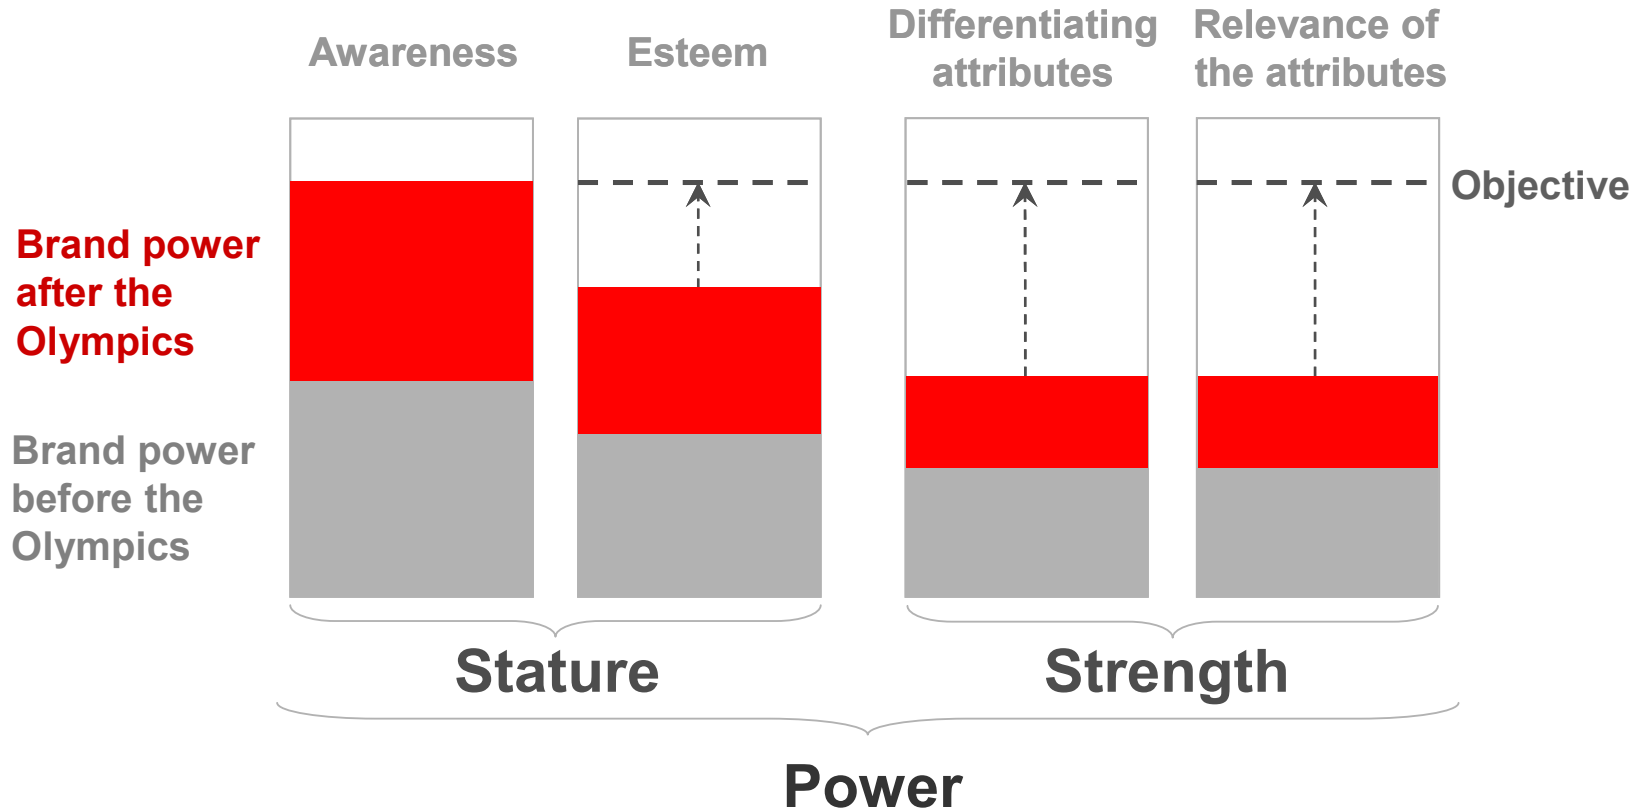 Awareness
Esteem
Differentiating
attributes
Relevance of
the attributes
Objective
Brand power
after the
Olympics
Brand power
before the
Olympics
Stature
Strength
Power